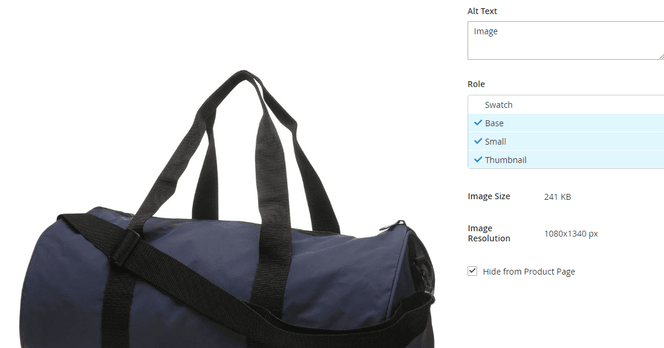 Alt Text
Image
Role
Swatch
Base
Small
Thumbnail
Image Size 241 KB
Image Resolution 1080x1340 px
Hide from Product Page